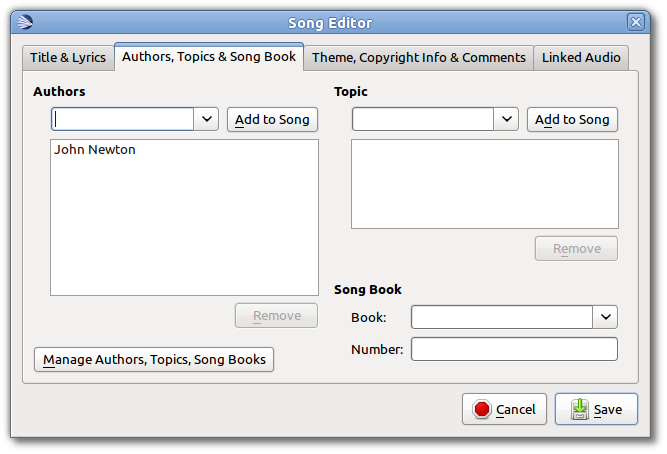 Song Editor
Title & Lyrics
Authors, Topics & Song Book
Theme, Copyright Info & Comments
Linked Audio
Authors
Add to Song
John Newton
Remove
Manage Authors, Topics, Song Books
Topic
Add to Song
Remove
Song Book
Book:
Number:
Cancel
Save